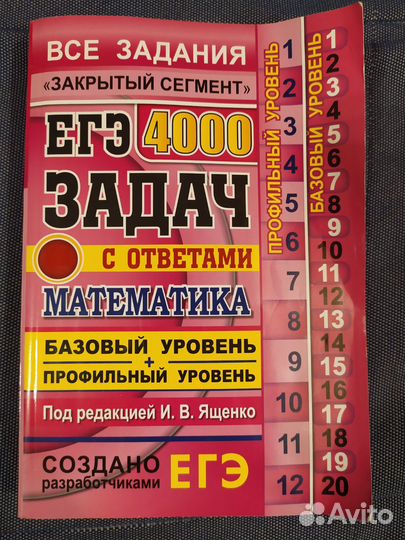 ВСЕ ЗАДАНИЯ
«ЗАКРЫТЫЙ СЕГМЕНТ»
ЕГЭ 4000
ЗАДАЧ
С ОТВЕТАМИ
МАТЕМАТИКА
БАЗОВЫЙ УРОВЕНЬ
+
ПРОФИЛЬНЫЙ УРОВЕНЬ
Под редакцией И. В. Ященко
СОЗДАНО
разработчиками ЕГЭ
ПРОФИЛЬНЫЙ УРОВЕНЬ
1
2
3
4
5
6
7
8
9
10
11
12
БАЗОВЫЙ УРОВЕНЬ
1
2
3
4
5
6
7
8
9
10
11
12
13
14
15
16
17
18
19
20
Avito